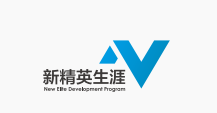 新精英生涯
New Elite Development Program